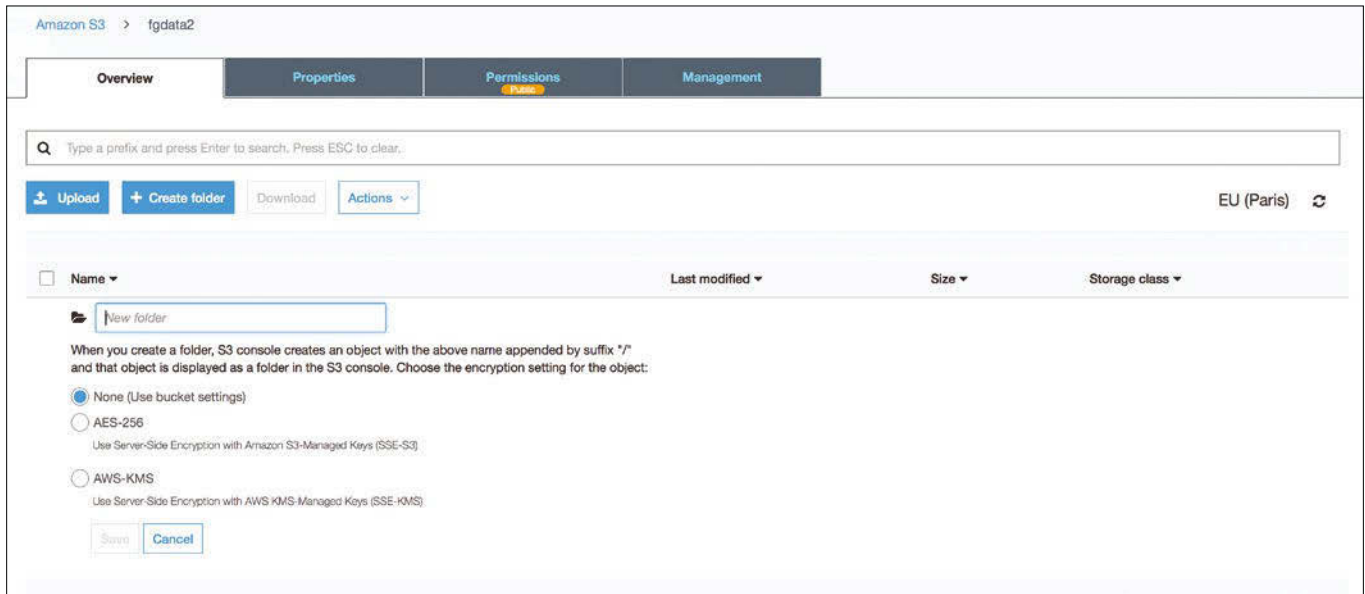 Amazon S3 > fgdata2
Overview Properties Permissions Management
Public
Type a prefix and press Enter to search. Press ESC to clear.
Upload + Create folder Download Actions EU (Paris)
Name Last modified Size Storage class
New folder
When you create a folder, S3 console creates an object with the above name appended by suffix "/"
and that object is displayed as a folder in the S3 console. Choose the encryption setting for the object:
None (Use bucket settings)
AES-256
Use Server-Side Encryption with Amazon S3-Managed Keys (SSE-S3)
AWS-KMS
Use Server-Side Encryption with AWS KMS-Managed Keys (SSE-KMS)
Save Cancel